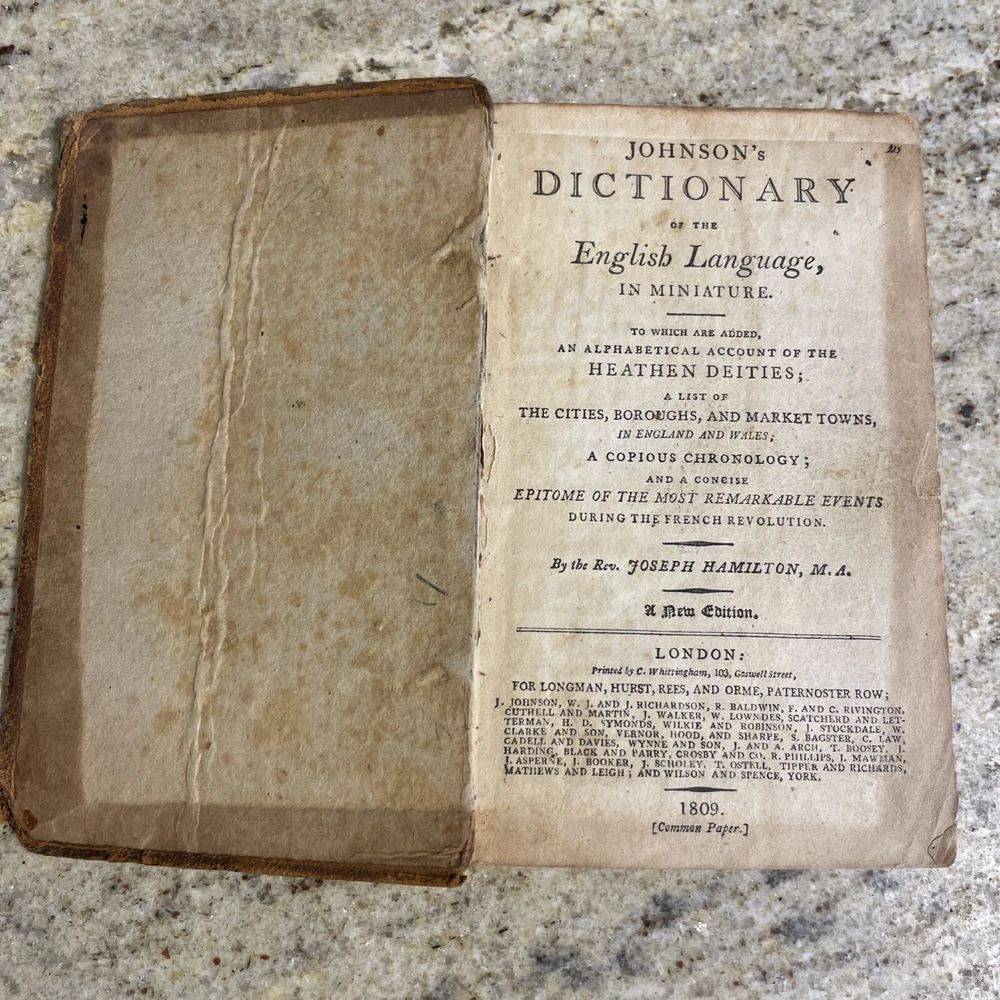 JOHNSON's
DICTIONARY
OF THE
English Language,
IN MINIATURE.
TO WHICH ARE ADDED,
AN ALPHABETICAL ACCOUNT OF THE
HEATHEN DEITIES;
A LIST OF
THE CITIES, BOROUGHS, AND MARKET TOWNS,
IN ENGLAND AND WALES;
A COPIOUS CHRONOLOGY;
AND A CONCISE
EPITOME OF THE MOST REMARKABLE EVENTS
DURING THE FRENCH REVOLUTION.
By the Rev. JOSEPH HAMILTON, M.A.
A New Edition.
LONDON:
Printed by C. Whittingham, 103, Goswell Street,
FOR LONGMAN, HURST, REES, AND ORME, PATERNOSTER ROW;
J. JOHNSON, W. J. AND J. RICHARDSON, R. BALDWIN, F. AND C. RIVINGTON,
CUTHELL AND MARTIN, J. WALKER, W. LOWNDES, SCATCHERD AND LET-
TERMAN, H. D. SYMONDS, WILKIE AND ROBINSON, J. STOCKDALE, W.
CLARKE AND SON, VERNOR, HOOD, AND SHARPE, S. BAGSTER, C. LAW,
CADELL AND DAVIES, WYNNE AND SON, J. AND A. ARCH, T. BOOSEY, J.
HARDING, BLACK AND PARRY, CROSBY AND CO. R. PHILLIPS, J. MAWMAN,
J. ASPERNE, J. BOOKER, J. SCHOLEY, T. OSTELL, TIPPER AND RICHARDS,
MATHEWS AND LEIGH; AND WILSON AND SPENCE, YORK.
1809.
[Common Paper.]